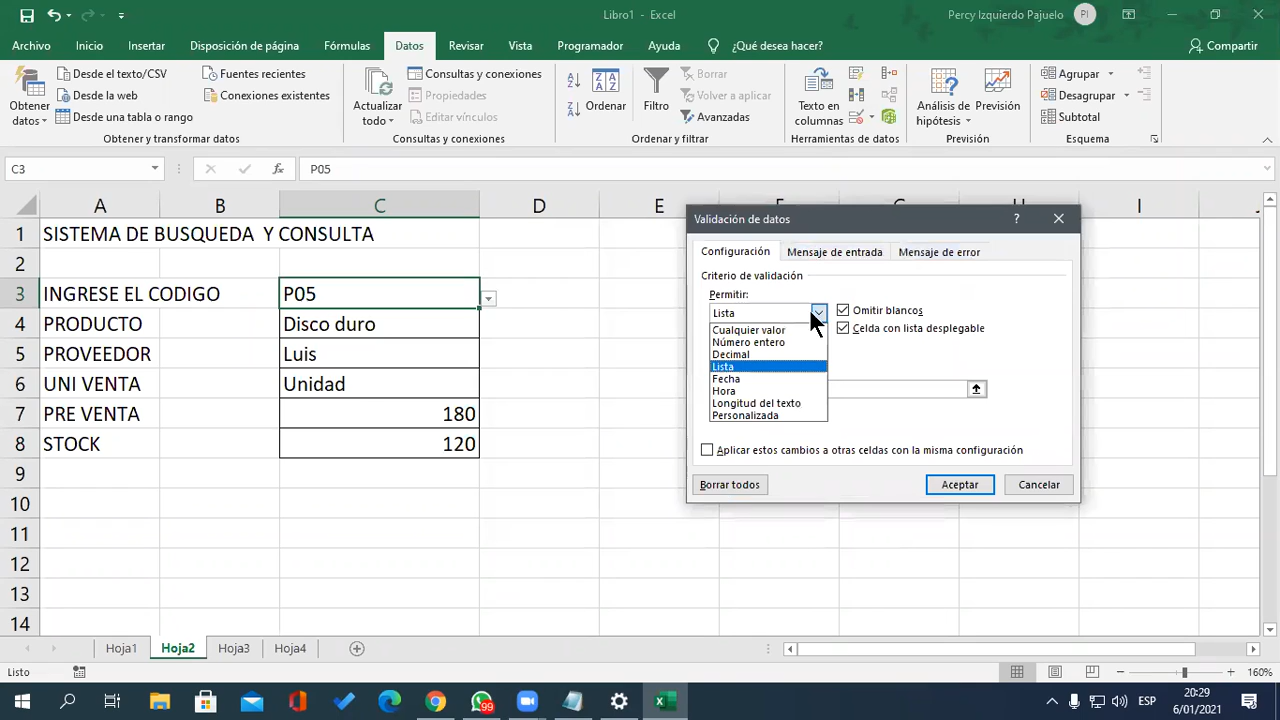 Libro1 - Excel
Percy Izquierdo Pajuelo
PI
Archivo Inicio Insertar Disposición de página Fórmulas Datos Revisar Vista Programador Ayuda ¿Qué desea hacer? Compartir
Obtener datos
Desde el texto/CSV
Desde la web
Desde una tabla o rango
Fuentes recientes
Conexiones existentes
Obtener y transformar datos
Actualizar todo
Consultas y conexiones
Propiedades
Editar vínculos
Consultas y conexiones
Ordenar
Filtro
Borrar
Volver a aplicar
Avanzadas
Ordenar y filtrar
Texto en columnas
Herramientas de datos
Análisis de hipótesis
Previsión
Previsión
Agrupar
Desagrupar
Subtotal
Esquema
C3 fx P05
A B C D E I
1 SISTEMA DE BUSQUEDA Y CONSULTA
2
3 INGRESE EL CODIGO P05
4 PRODUCTO Disco duro
5 PROVEEDOR Luis
6 UNI VENTA Unidad
7 PRE VENTA 180
8 STOCK 120
9
10
11
12
13
14
Validación de datos ?
Configuración Mensaje de entrada Mensaje de error
Criterio de validación
Permitir:
Lista
Omitir blancos
Celda con lista desplegable
Cualquier valor
Número entero
Decimal
Lista
Fecha
Hora
Longitud del texto
Personalizada
Aplicar estos cambios a otras celdas con la misma configuración
Borrar todos Aceptar Cancelar
Hoja1 Hoja2 Hoja3 Hoja4
Listo
160%
99
ESP
20:29
6/01/2021